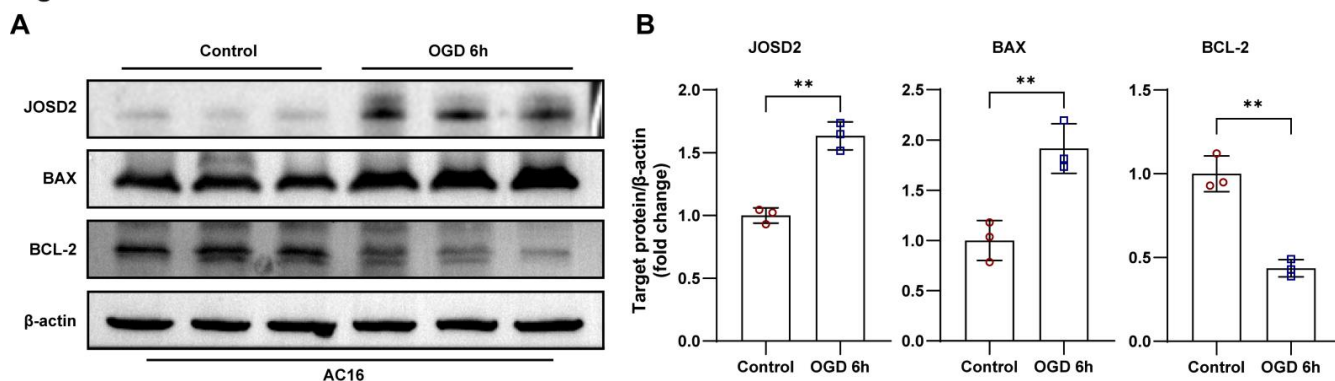 A
Control OGD 6h
JOSD2
BAX
BCL-2
β-actin
AC16
B
JOSD2 BAX BCL-2
Target protein/β-actin
(fold change)
** ** **
2.0 2.5 1.5
2.0
1.5
1.5 1.0
1.0
1.0
0.5
0.5
0.5
0.0 0.0 0.0
Control OGD 6h Control OGD 6h Control OGD 6h